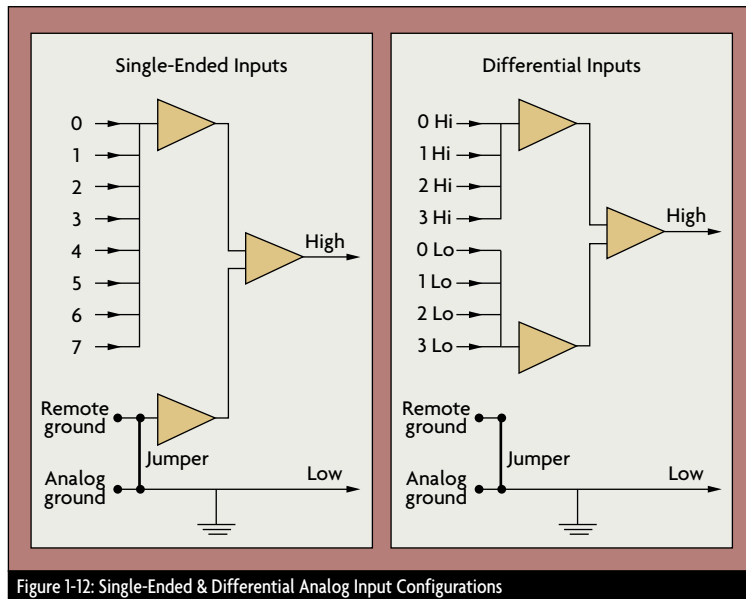 Single-Ended Inputs
0
1
2
3
4
5
6
7
High
Remote
ground
Jumper
Analog
ground
Low
Differential Inputs
0 Hi
1 Hi
2 Hi
3 Hi
0 Lo
1 Lo
2 Lo
3 Lo
High
Remote
ground
Jumper
Analog
ground
Low
Figure 1-12: Single-Ended & Differential Analog Input Configurations